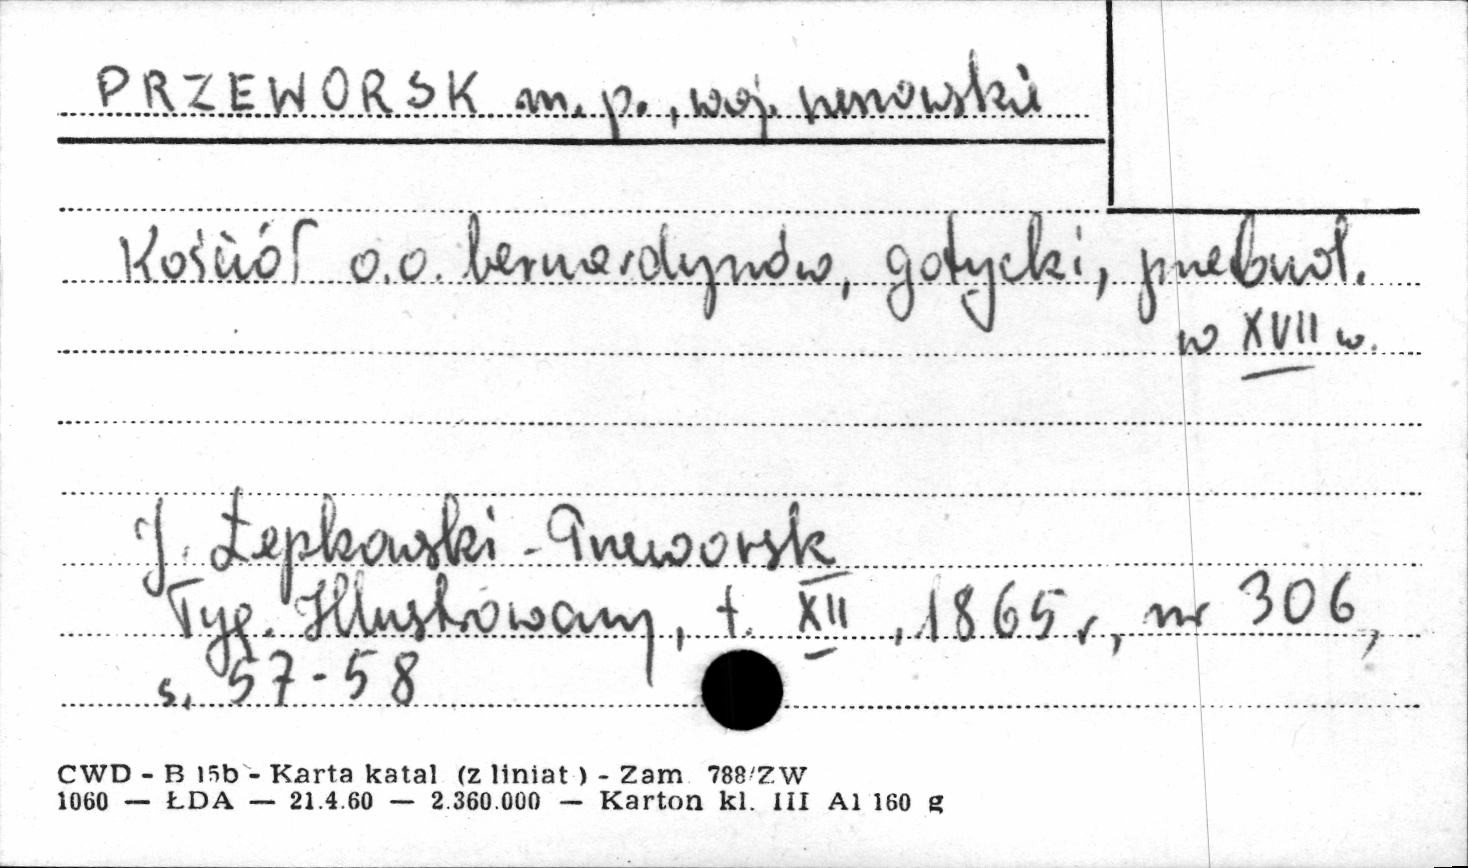 PRZEWORSK m. p., woj. rzeszowskie
Kościół o.o. bernardynów, gotycki, przebud.
w XVII w.
J. Łepkowski - Przeworsk
Tyg. Illustrowany, t. XII, 1865 r, nr 306,
s. 57-58
CWD - B 15b - Karta katal (z liniat) - Zam 788/ZW
1060 — ŁDA — 21.4.60 — 2.360.000 — Karton kl. III A1 160 g